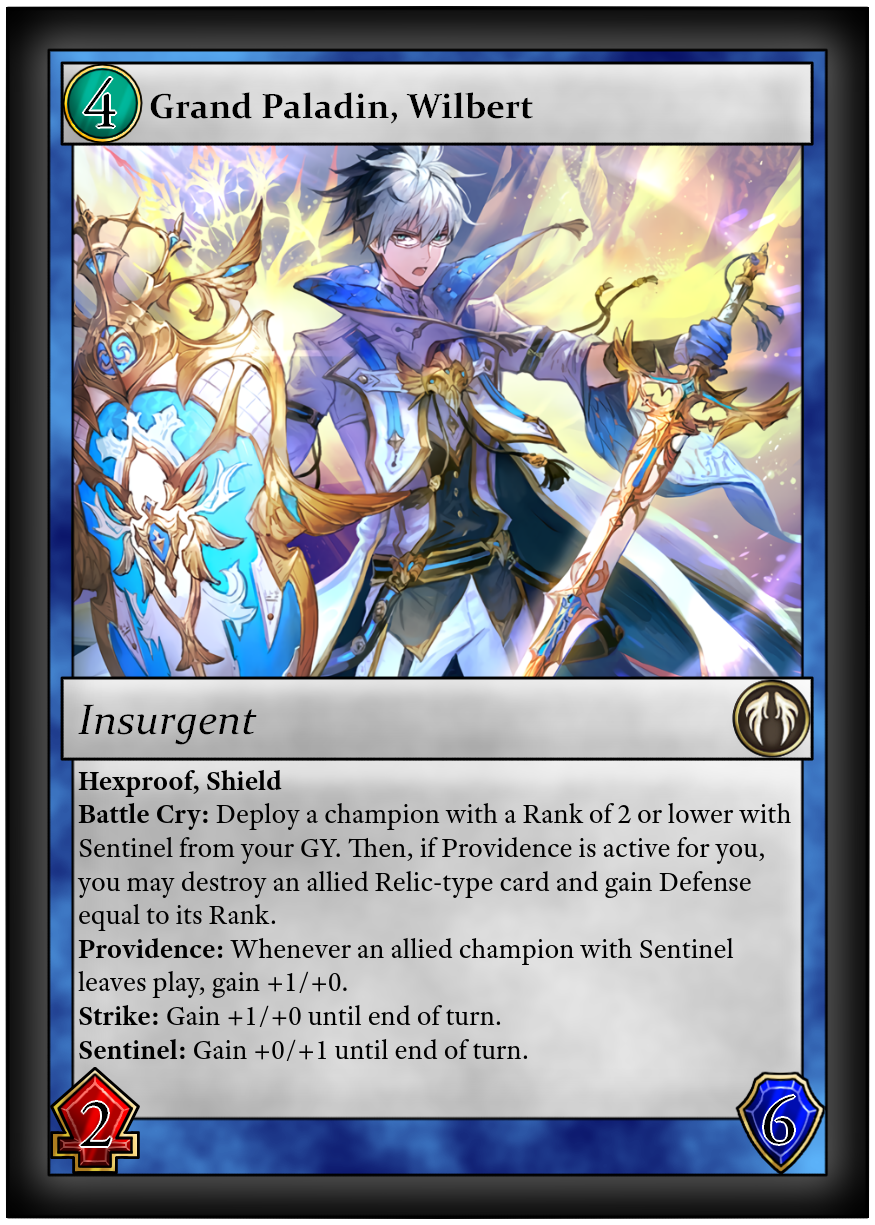 4 Grand Paladin, Wilbert
Insurgent
Hexproof, Shield
Battle Cry: Deploy a champion with a Rank of 2 or lower with
Sentinel from your GY. Then, if Providence is active for you,
you may destroy an allied Relic-type card and gain Defense
equal to its Rank.
Providence: Whenever an allied champion with Sentinel
leaves play, gain +1/+0.
Strike: Gain +1/+0 until end of turn.
Sentinel: Gain +0/+1 until end of turn.
2 6